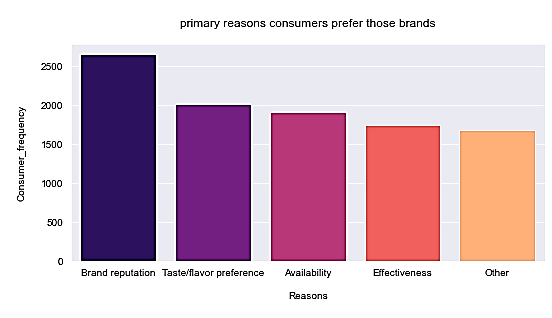 primary reasons consumers prefer those brands
Consumer_frequency
2500
2000
1500
1000
500
0
Brand reputation Taste/flavor preference Availability Effectiveness Other
Reasons